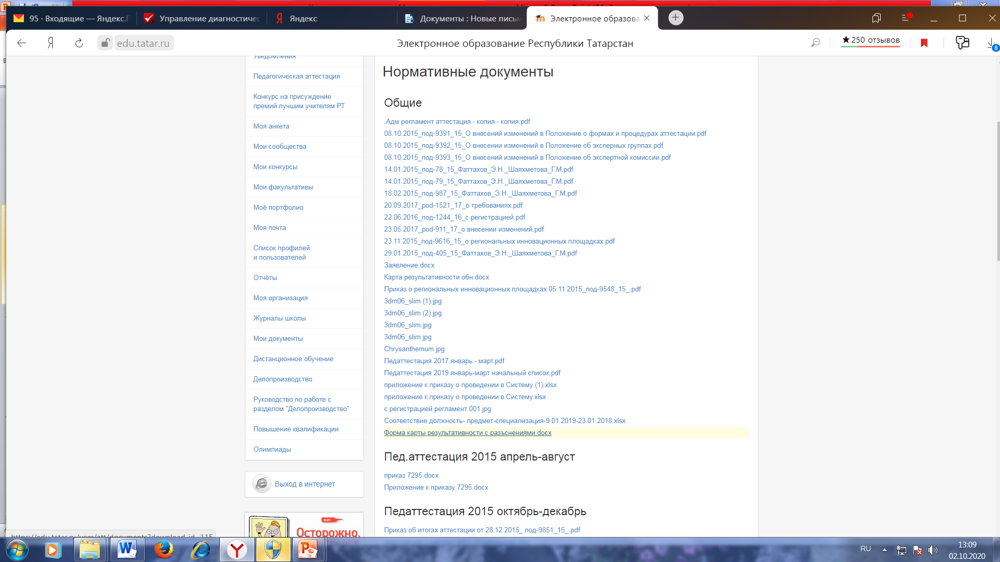 95 · Входящие — Яндекс.П
Управление диагностичес
Яндекс
Документы : Новые письм
Электронное образова
edu.tatar.ru
Электронное образование Республики Татарстан
★250 отзывов
8
Уведомления
Педагогическая аттестация
Конкурс на присуждение
премий лучшим учителям РТ
Моя анкета
Мои сообщества
Мои конкурсы
Мои факультативы
Моё портфолио
Моя почта
Список профилей
и пользователей
Отчёты
Моя организация
Журналы школы
Мои документы
Дистанционное обучение
Делопроизводство
Руководство по работе с
разделом "Делопроизводство"
Повышение квалификации
Олимпиады
Выход в интернет
Осторожно,
Нормативные документы
Общие
.Адм регламент аттестация - копия - копия.pdf
08.10.2015_под-9391_15_О внесений изменений в Положение о формах и процедурах аттестации.pdf
08.10.2015_под-9392_15_О внесении изменений в Положение об эксперных группах.pdf
08.10.2015_под-9393_15_О внесении изменений в Положение об экспертной комиссии.pdf
14.01.2015_под-78_15_Фаттахов_Э.Н._Шаяхметова_Г.М.pdf
14.01.2015_под-79_15_Фаттахов_Э.Н._Шаяхметова_Г.М.pdf
18.02.2015_под-987_15_Фаттахов_Э.Н._Шаяхметова_Г.М.pdf
20.09.2017_pod-1521_17_о требованиях.pdf
22.06.2016_под-1244_16_с регистрацией.pdf
23.05.2017_pod-911_17_о внесении изменений.pdf
23.11.2015_под-9616_15_о региональных инновационных площадках.pdf
29.01.2015_под-405_15_Фаттахов_Э.Н._Шаяхметова_Г.М.pdf
Заявление.docx
Карта результативности обн.docx
Приказ о региональных инновационных площадках 05 11 2015_под-9548_15_.pdf
3dm06_slim (1).jpg
3dm06_slim (2).jpg
3dm06_slim.jpg
3dm06_slim.jpg
Chrysanthemum.jpg
Педаттестация 2017 январь - март.pdf
Педаттестация 2019 январь-март начальный список.pdf
приложение к приказу о проведении в Систему (1).xlsx
приложение к приказу о проведении в Систему.xlsx
с регистрацией регламент 001.jpg
Соответствие должность- предмет-специализация-9.01.2019-23.01.2018.xlsx
Форма карты результативности с разъснениями.docx
Пед.аттестация 2015 апрель-август
приказ 7295.docx
Приложение к приказу 7295.docx
Педаттестация 2015 октябрь-декабрь
Приказ об итогах аттестации от 28.12.2015_ под-9851_15_.pdf
RU
13:09
02.10.2020